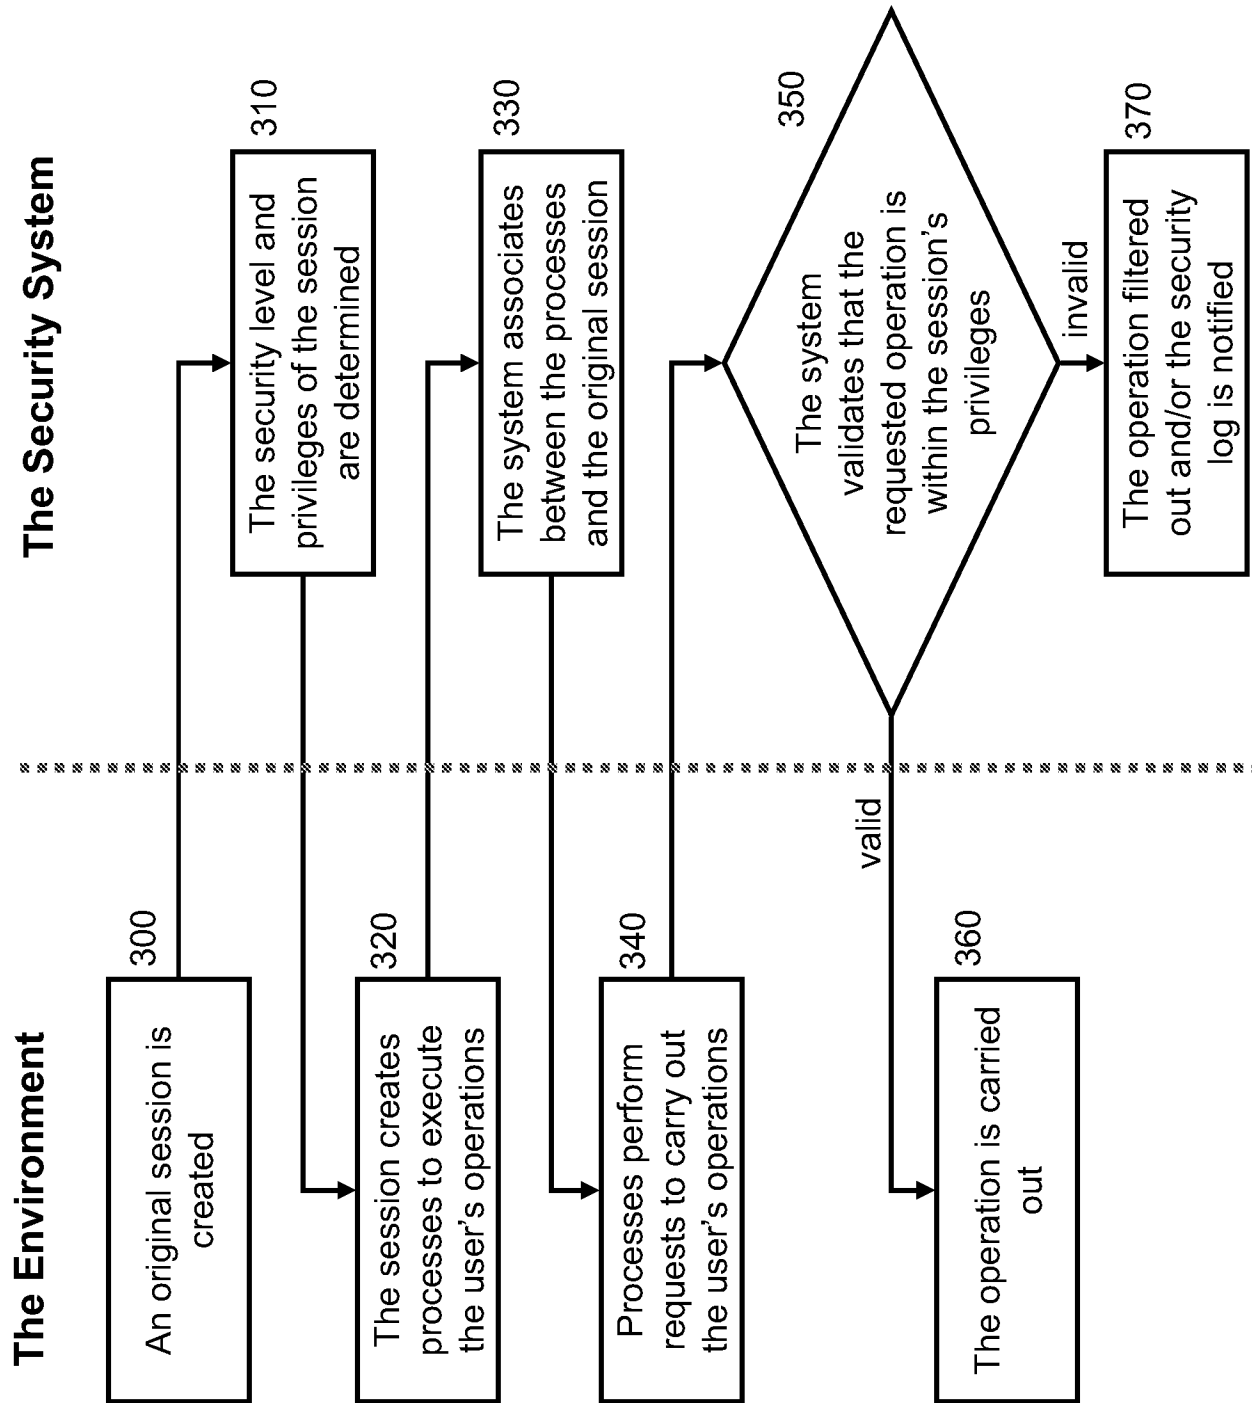 The Environment
The Security System
300
An original session is
created
310
The security level and
privileges of the session
are determined
320
The session creates
processes to execute
the user's operations
330
The system associates
between the processes
and the original session
340
Processes perform
requests to carry out
the user's operations
350
The system
validates that the
requested operation is
within the session's
privileges
valid
invalid
360
The operation is carried
out
370
The operation filtered
out and/or the security
log is notified